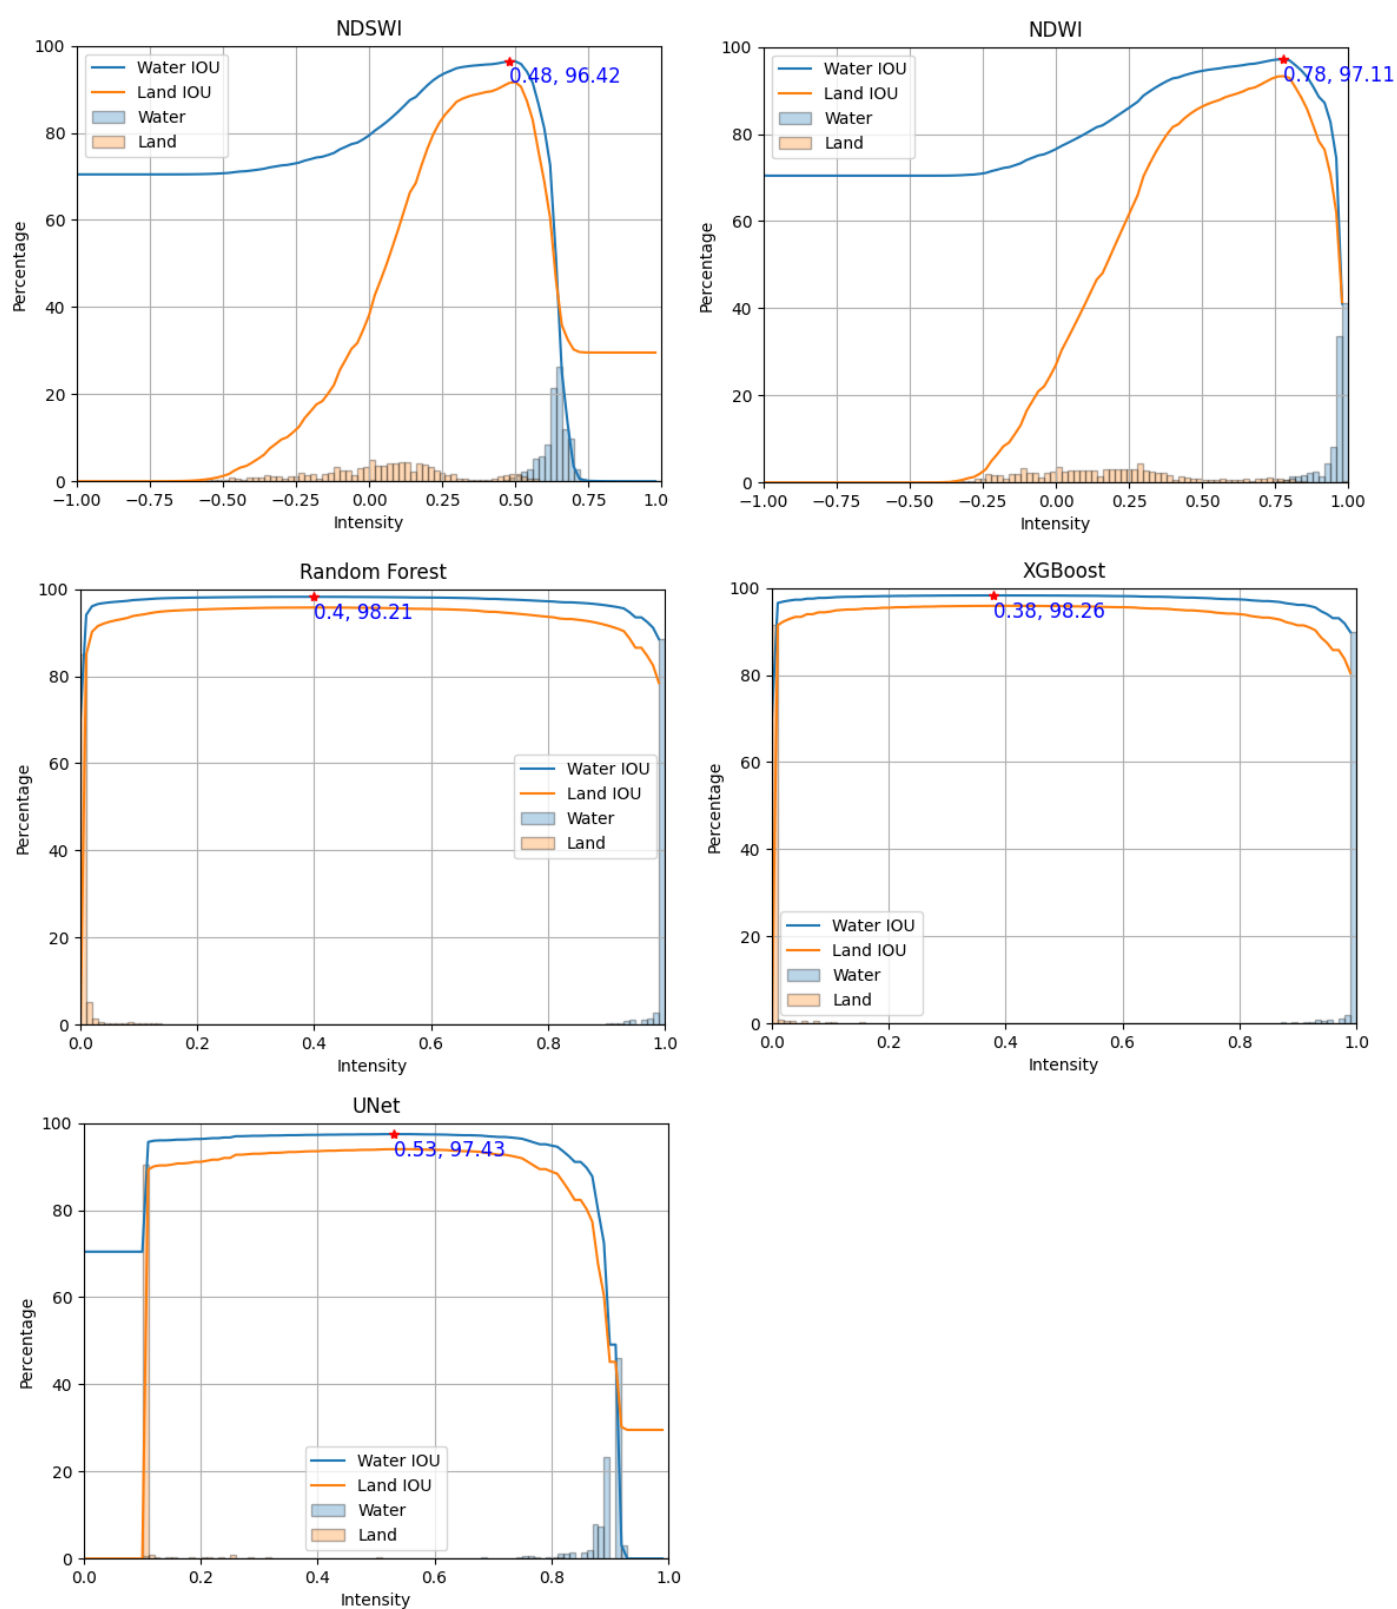 NDSWI
100
80
60
40
20
0
Percentage
Water IOU
Land IOU
Water
Land
0.48, 96.42
−1.00 −0.75 −0.50 −0.25 0.00 0.25 0.50 0.75 1.0
Intensity
NDWI
100
80
60
40
20
0
Percentage
Water IOU
Land IOU
Water
Land
0.78, 97.11
−1.00 −0.75 −0.50 −0.25 0.00 0.25 0.50 0.75 1.00
Intensity
Random Forest
100
80
60
40
20
0
Percentage
0.4, 98.21
Water IOU
Land IOU
Water
Land
0.0 0.2 0.4 0.6 0.8 1.0
Intensity
XGBoost
100
80
60
40
20
0
Percentage
0.38, 98.26
Water IOU
Land IOU
Water
Land
0.0 0.2 0.4 0.6 0.8 1.0
Intensity
UNet
100
80
60
40
20
0
Percentage
0.53, 97.43
Water IOU
Land IOU
Water
Land
0.0 0.2 0.4 0.6 0.8 1.0
Intensity